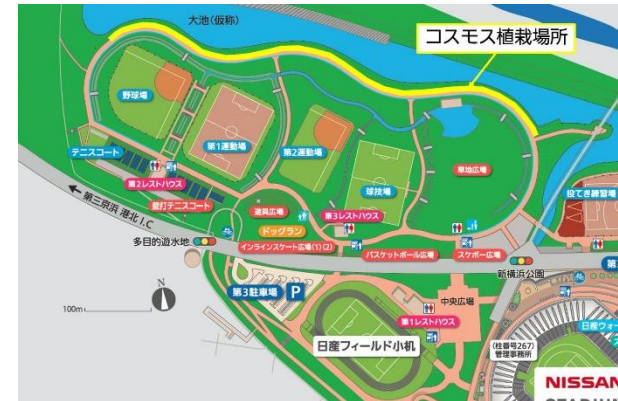 大池(仮称)
コスモス植栽場所
野球場
第1運動場
テニスコート
第2運動場
球技場
草地広場
第2レストハウス
壁打テニスコート
遊具広場
第3レストハウス
投てき練習場
第三京浜 港北I.C
ドッグラン
多目的遊水地
インラインスケート広場(1)(2)
バスケットボール広場
スケボー広場
新横浜公園
第3駐車場
P
中央広場
N
100m
第1レストハウス
日産フィールド小机
(柱番号267)
管理事務所
日産ウォー
NISSAN
STADIUM